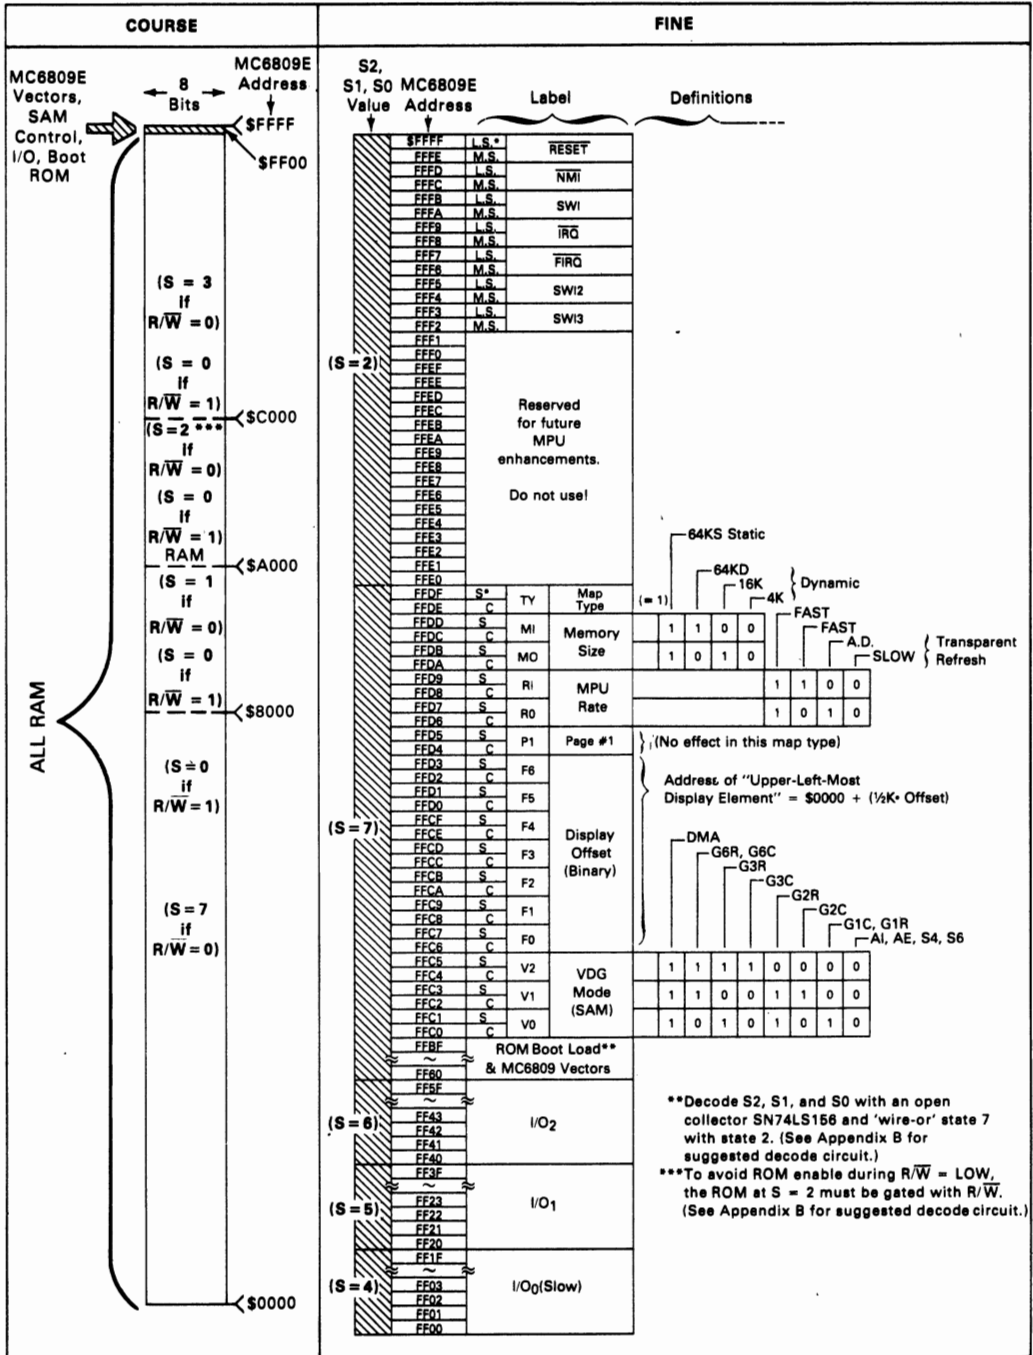 COURSE
FINE
MC6809E
Vectors,
SAM
Control,
I/O, Boot
ROM
8
Bits
MC6809E
Address
$FFFF
$FF00
(S = 3
if
R/W̅ = 0)
(S = 0
If
R/W̅ = 1)
$C000
(S=2 ***
If
R/W̅ = 0)
(S = 0
If
R/W̅ = 1)
RAM
$A000
(S = 1
if
R/W̅ = 0)
(S = 0
if
R/W̅ = 1)
$8000
ALL RAM
(S=0
if
R/W̅ = 1)
(S=7
if
R/W̅ = 0)
$0000
S2,
S1, S0
Value
MC6809E
Address
Label
Definitions
(S=2)
$FFFF L.S.*
FFFE M.S.
R̅E̅S̅E̅T̅
FFFD L.S.
FFFC M.S.
N̅M̅I̅
FFFB L.S.
FFFA M.S.
SWI
FFF9 L.S.
FFF8 M.S.
I̅R̅Q̅
FFF7 L.S.
FFF6 M.S.
F̅I̅R̅Q̅
FFF5 L.S.
FFF4 M.S.
SWI2
FFF3 L.S.
FFF2 M.S.
SWI3
FFF1
FFF0
FFEF
FFEE
FFED
FFEC
FFEB
FFEA
FFE9
FFE8
FFE7
FFE6
FFE5
FFE4
FFE3
FFE2
FFE1
FFE0
Reserved
for future
MPU
enhancements.
Do not use!
64KS Static
64KD
16K
4K
Dynamic
(S=7)
FFDF S*
FFDE C
TY
Map
Type
(= 1)
FAST
FAST
A.D.
SLOW
Transparent
Refresh
FFDD S
FFDC C
MI
Memory
Size
1 1 0 0
FFDB S
FFDA C
MO
1 0 1 0
FFD9 S
FFD8 C
RI
MPU
Rate
1 1 0 0
FFD7 S
FFD6 C
R0
1 0 1 0
FFD5 S
FFD4 C
P1
Page #1
(No effect in this map type)
FFD3 S
FFD2 C
F6
FFD1 S
FFD0 C
F5
FFCF S
FFCE C
F4
FFCD S
FFCC C
F3
FFCB S
FFCA C
F2
FFC9 S
FFC8 C
F1
FFC7 S
FFC6 C
F0
Display
Offset
(Binary)
Address of "Upper-Left-Most
Display Element" = $0000 + (½K• Offset)
DMA
G6R, G6C
G3R
G3C
G2R
G2C
G1C, G1R
AI, AE, S4, S6
FFC5 S
FFC4 C
V2
1 1 1 1 0 0 0 0
FFC3 S
FFC2 C
V1
1 1 0 0 1 1 0 0
FFC1 S
FFC0 C
V0
1 0 1 0 1 0 1 0
VDG
Mode
(SAM)
FFBF
~
FF60
ROM Boot Load**
& MC6809 Vectors
(S=6)
FF5F
~
FF43
FF42
FF41
FF40
I/O2
(S=5)
FF3F
~
FF23
FF22
FF21
FF20
I/O1
(S=4)
FF1F
~
FF03
FF02
FF01
FF00
I/O0(Slow)
**Decode S2, S1, and S0 with an open
collector SN74LS156 and 'wire-or' state 7
with state 2. (See Appendix B for
suggested decode circuit.)
***To avoid ROM enable during R/W̅ = LOW,
the ROM at S = 2 must be gated with R/W̅.
(See Appendix B for suggested decode circuit.)